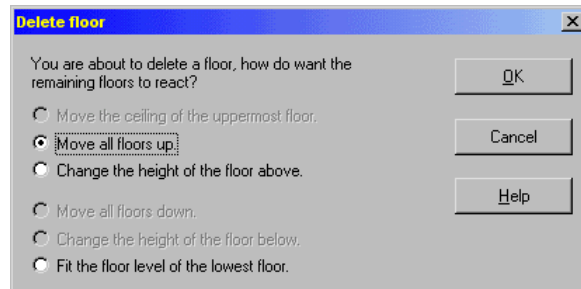 Delete floor
You are about to delete a floor, how do want the
remaining floors to react?
OK
Move the ceiling of the uppermost floor.
Move all floors up.
Cancel
Change the height of the floor above.
Help
Move all floors down.
Change the height of the floor below.
Fit the floor level of the lowest floor.